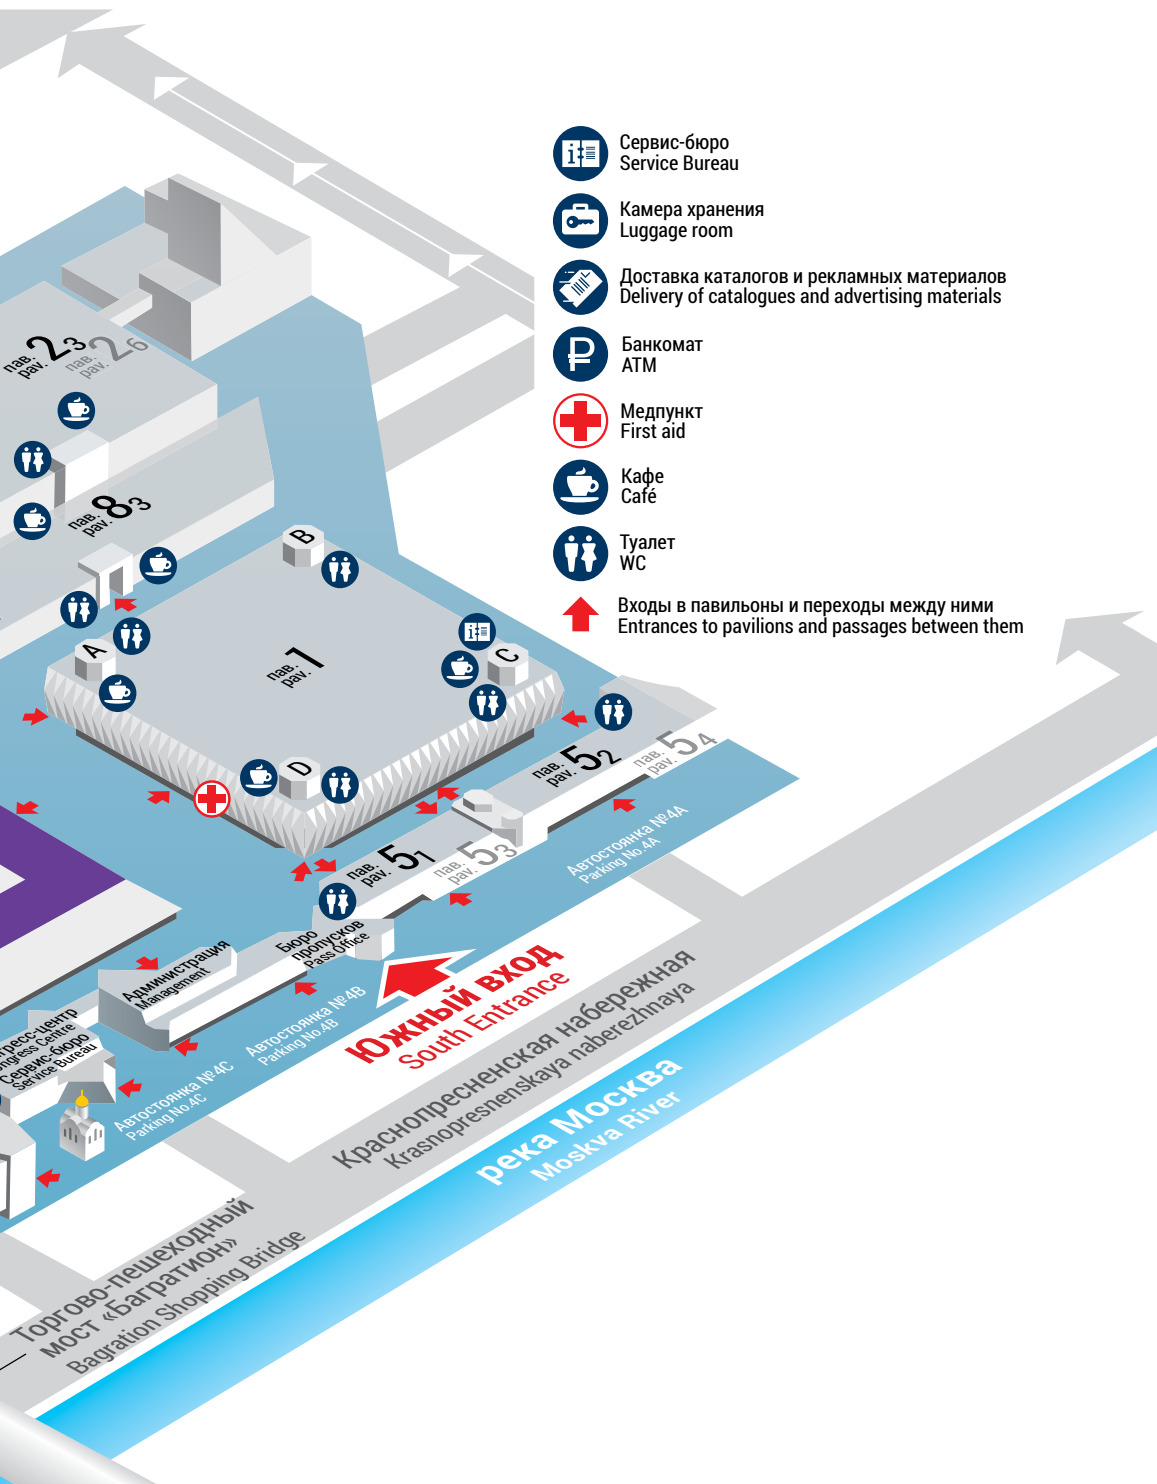 Сервис-бюро
Service Bureau
Камера хранения
Luggage room
Доставка каталогов и рекламных материалов
Delivery of catalogues and advertising materials
Банкомат
ATM
Медпункт
First aid
Кафе
Café
Туалет
WC
Входы в павильоны и переходы между ними
Entrances to pavilions and passages between them
пав.
pav. 2 3
пав.
pav. 2 6
пав.
pav. 8 3
B
A
пав.
pav. 1
C
D
пав.
pav. 5 2
пав.
pav. 5 4
пав.
pav. 5 1
пав.
pav. 5 3
Автостоянка №4А
Parking No.4A
Бюро
пропусков
Pass Office
Администрация
Management
Автостоянка №4В
Parking No.4B
Южный вход
South Entrance
Сервис-бюро
Service Bureau
Автостоянка №4С
Parking No.4C
Краснопресненская набережная
Krasnopresnenskaya naberezhnaya
река Москва
Moskva River
Торгово-пешеходный
мост «Багратион»
Bagration Shopping Bridge